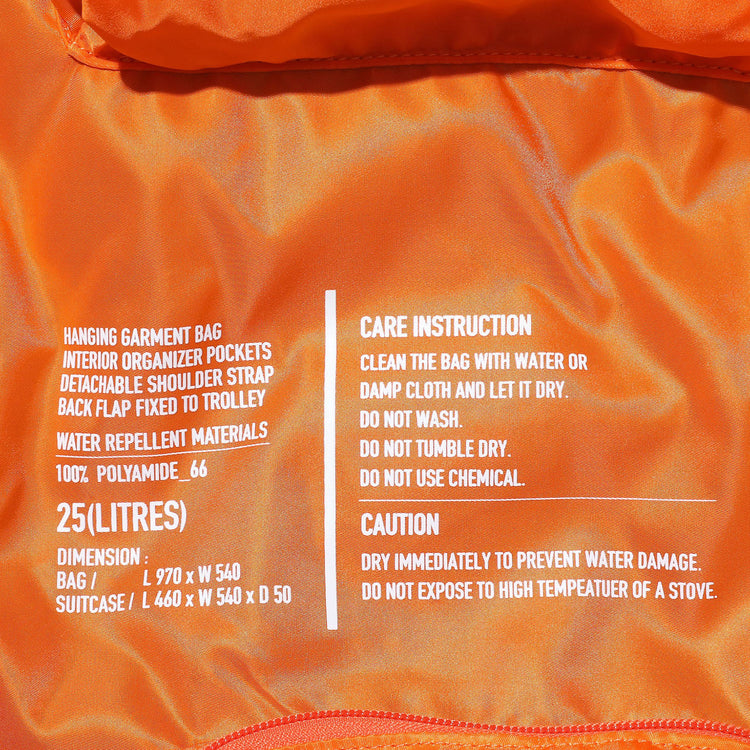 HANGING GARMENT BAG
INTERIOR ORGANIZER POCKETS
DETACHABLE SHOULDER STRAP
BACK FLAP FIXED TO TROLLEY
WATER REPELLENT MATERIALS
100% POLYAMIDE_66
25(LITRES)
DIMENSION :
BAG / L 970 x W 540
SUITCASE / L 460 x W 540 x D 50
CARE INSTRUCTION
CLEAN THE BAG WITH WATER OR
DAMP CLOTH AND LET IT DRY.
DO NOT WASH.
DO NOT TUMBLE DRY.
DO NOT USE CHEMICAL.
CAUTION
DRY IMMEDIATELY TO PREVENT WATER DAMAGE.
DO NOT EXPOSE TO HIGH TEMPEATUER OF A STOVE.